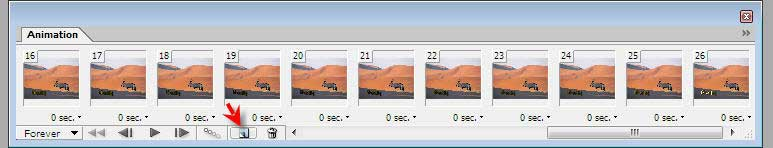 Animation
16 17 18 19 20 21 22 23 24 25 26
0 sec. 0 sec. 0 sec. 0 sec. 0 sec. 0 sec. 0 sec. 0 sec. 0 sec. 0 sec. 0 sec.
Forever